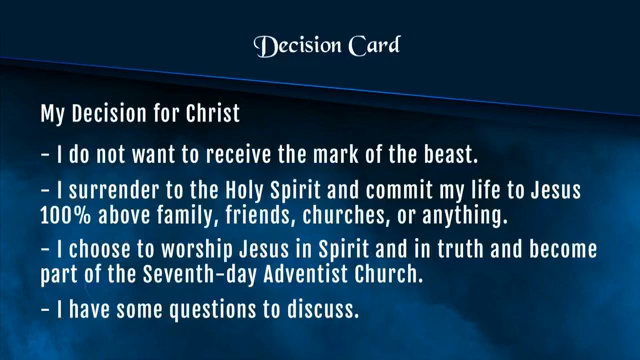 Decision Card
My Decision for Christ
- I do not want to receive the mark of the beast.
- I surrender to the Holy Spirit and commit my life to Jesus
100% above family, friends, churches, or anything.
- I choose to worship Jesus in Spirit and in truth and become
part of the Seventh-day Adventist Church.
- I have some questions to discuss.